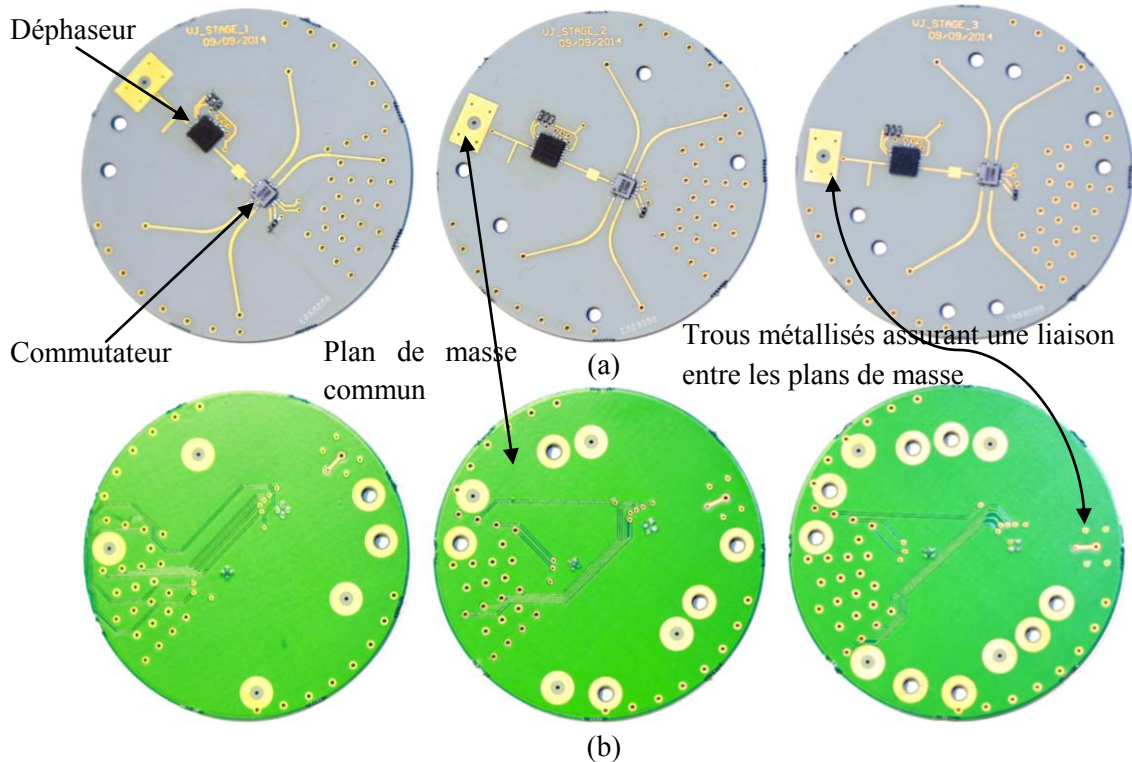 Déphaseur
VJ_STAGE_1
09/09/2014
VJ_STAGE_2
09/09/2014
VJ_STAGE_3
09/09/2014
Commutateur
Plan de masse
commun
(a)
Trous métallisés assurant une liaison
entre les plans de masse
(b)